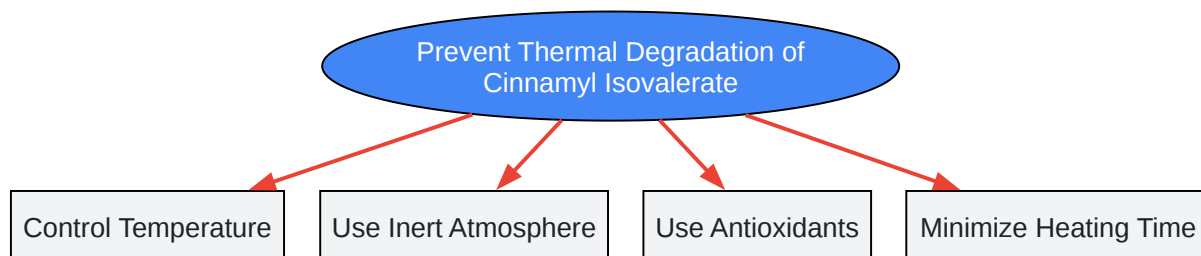 Prevent Thermal Degradation of
Cinnamyl Isovalerate
Control Temperature
Use Inert Atmosphere
Use Antioxidants
Minimize Heating Time